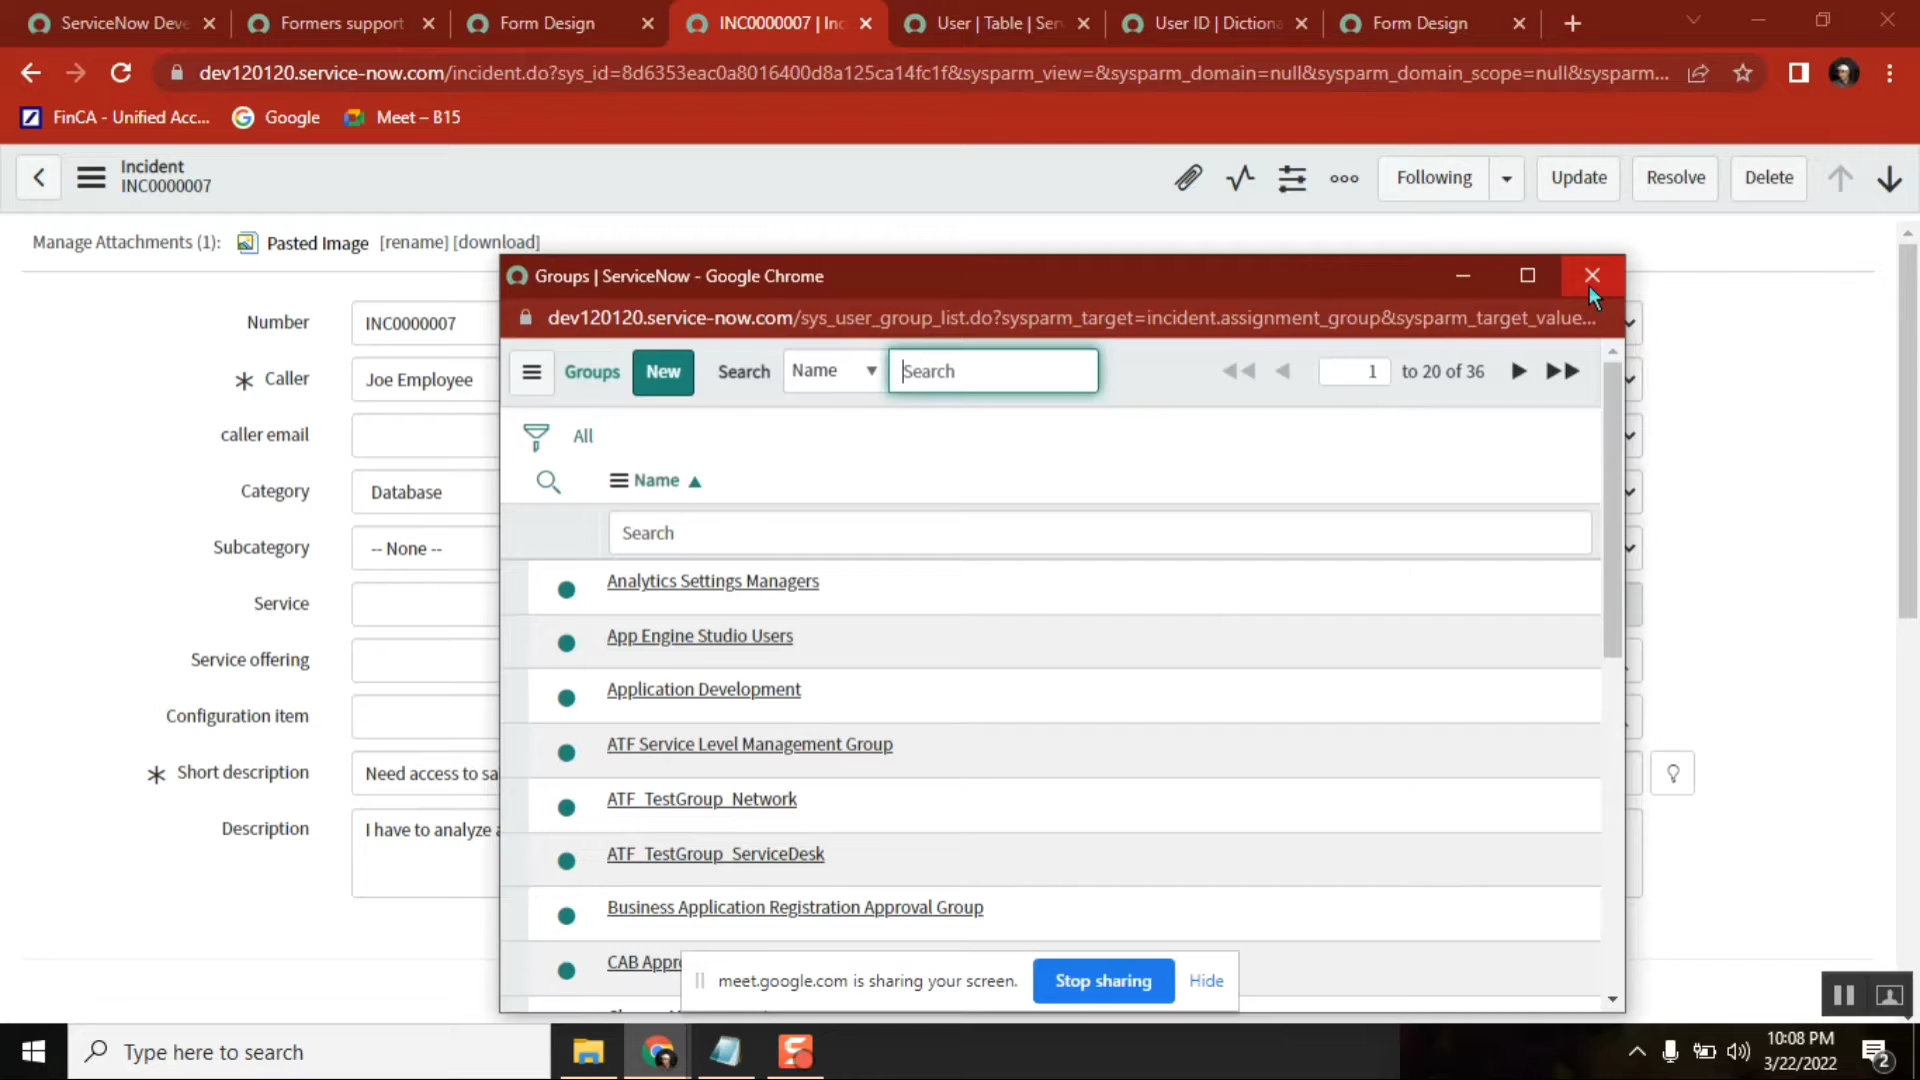 ServiceNow Deve
Formers support
Form Design
INC0000007 | Inc
User | Table | Ser
User ID | Dictiona
Form Design
dev120120.service-now.com/incident.do?sys_id=8d6353eac0a8016400d8a125ca14fc1f&sysparm_view=&sysparm_domain=null&sysparm_domain_scope=null&sysparm...
FinCA - Unified Acc...
Google
Meet – B15
Incident
INC0000007
Following
Update
Resolve
Delete
Manage Attachments (1):
Pasted Image
[rename] [download]
Groups | ServiceNow - Google Chrome
dev120120.service-now.com/sys_user_group_list.do?sysparm_target=incident.assignment_group&sysparm_target_value...
Groups
New
Search
Name
Search
1
to 20 of 36
All
Name
Search
Analytics Settings Managers
App Engine Studio Users
Application Development
ATF Service Level Management Group
ATF_TestGroup_Network
ATF_TestGroup_ServiceDesk
Business Application Registration Approval Group
CAB Appr
Number
INC0000007
Caller
Joe Employee
caller email
Category
Database
Subcategory
-- None --
Service
Service offering
Configuration item
Short description
Need access to sa
Description
I have to analyze a
meet.google.com is sharing your screen.
Stop sharing
Hide
Type here to search
10:08 PM
3/22/2022
2